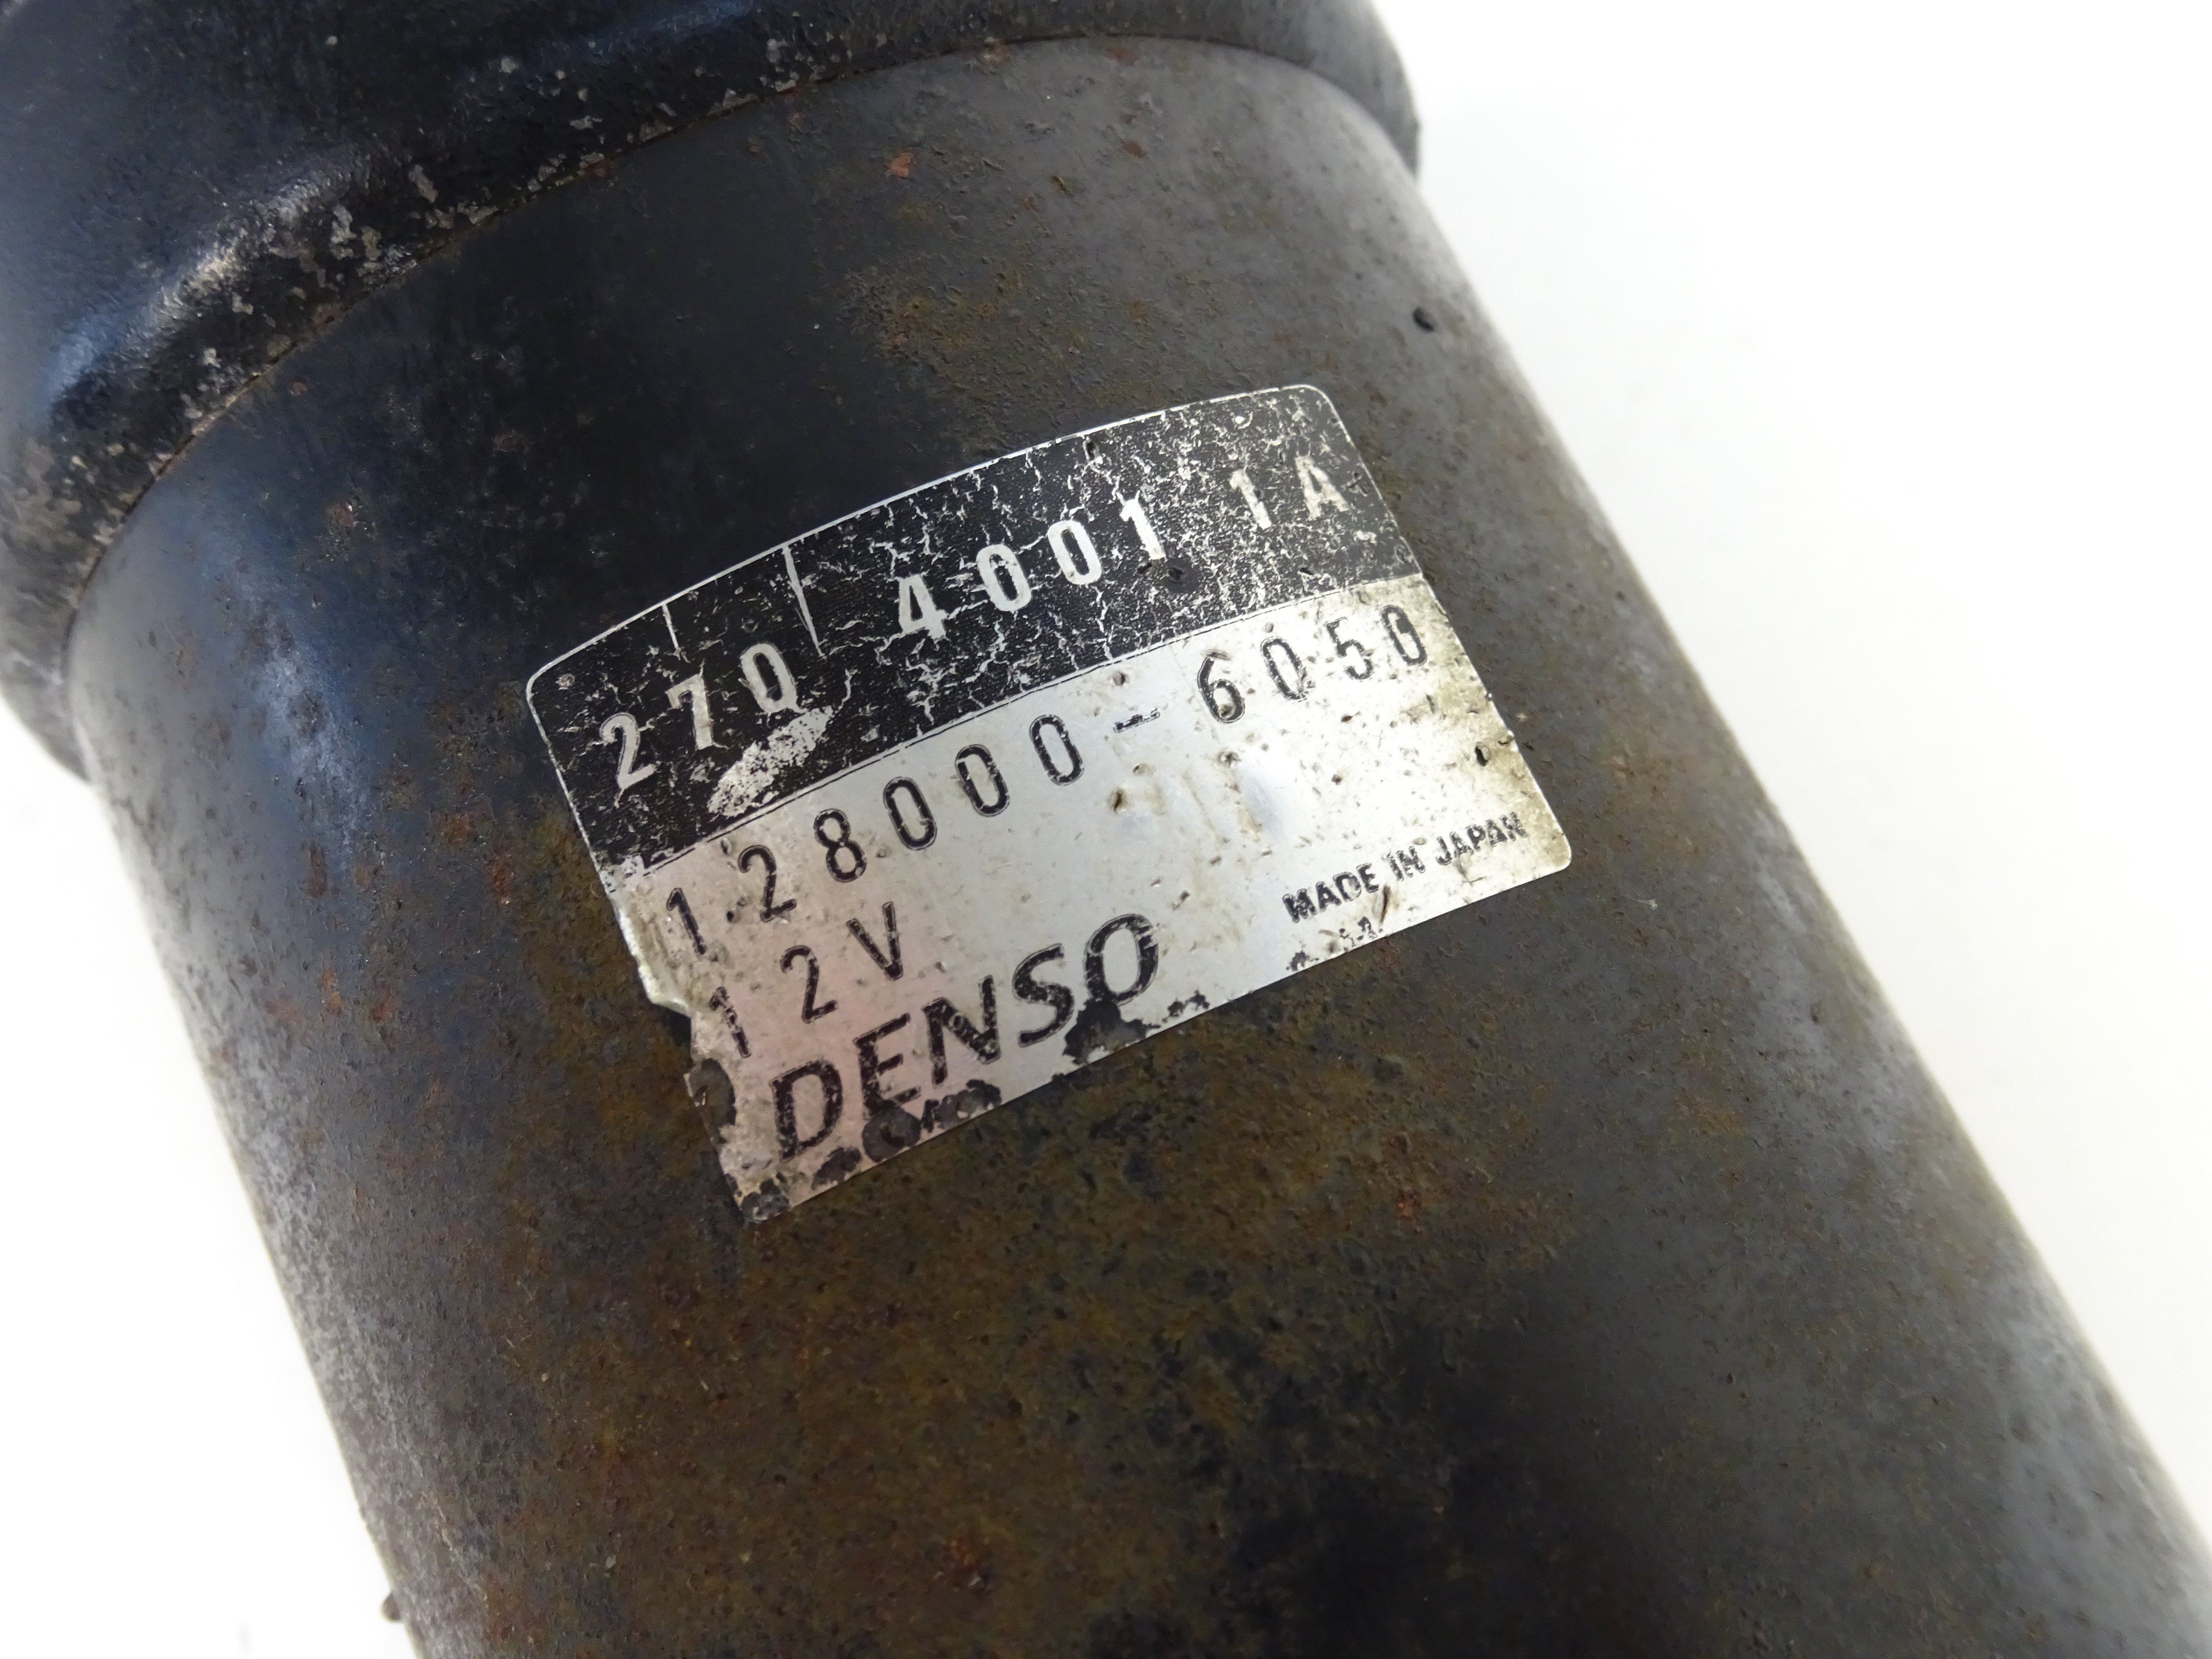 270 4001 1A
128000-6050
12V
DENSO
MADE IN JAPAN